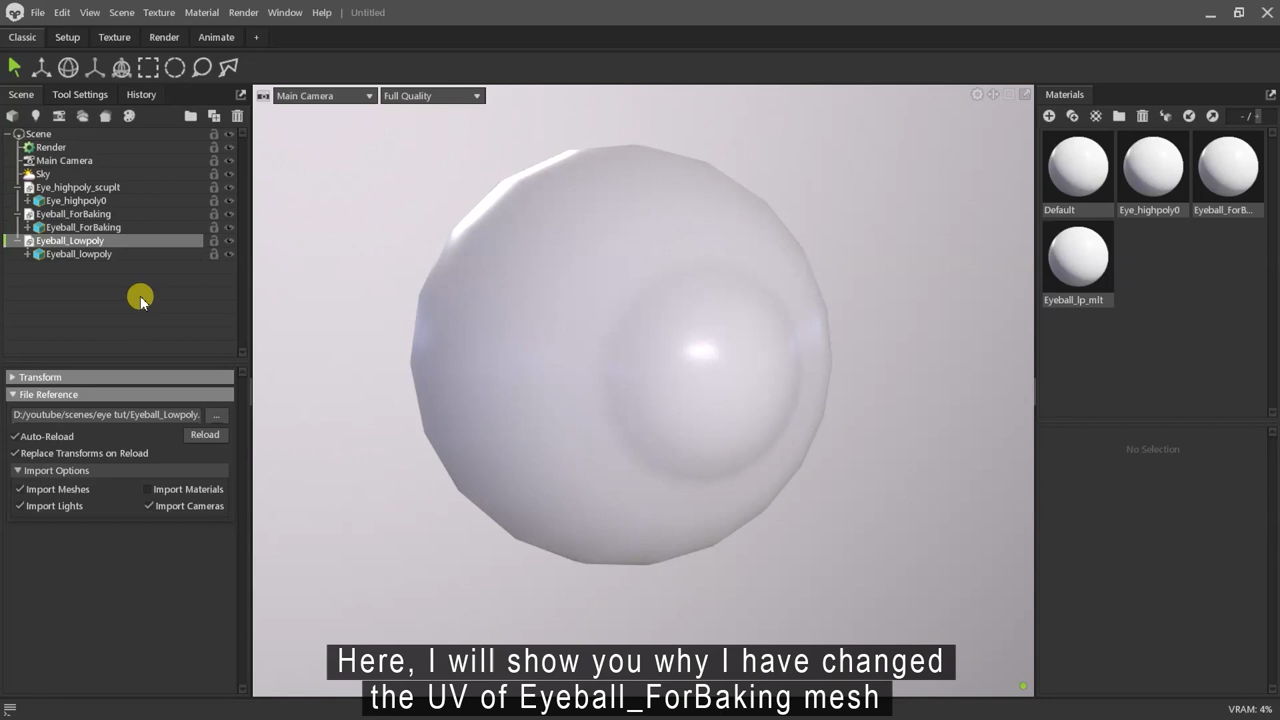 File Edit View Scene Texture Material Render Window Help Untitled
Classic Setup Texture Render Animate +
Scene Tool Settings History
Main Camera Full Quality
Materials
- / -
Scene
Render
Main Camera
Sky
Eye_highpoly_scuplt
Eye_highpoly0
Eyeball_ForBaking
Eyeball_ForBaking
Eyeball_Lowpoly
Eyeball_lowpoly
Default Eye_highpoly0 Eyeball_ForB...
Eyeball_lp_mlt
Transform
File Reference
D:/youtube/scenes/eye tut/Eyeball_Lowpoly. ...
Auto-Reload Reload
Replace Transforms on Reload
Import Options
Import Meshes Import Materials
Import Lights Import Cameras
No Selection
Here, I will show you why I have changed
the UV of Eyeball_ForBaking mesh
VRAM: 4%